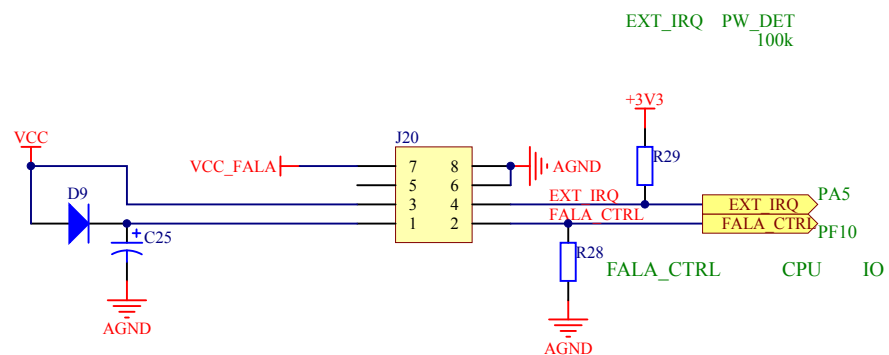 EXT_IRQ PW_DET
100k
+3V3
VCC
J20
R29
VCC_FALA
7 8
AGND
5 6
D9
EXT_IRQ
3 4
EXT_IRQ
PA5
FALA_CTRL
1 2
FALA_CTRL
PF10
+
C25
R28
FALA_CTRL CPU IO
AGND
AGND